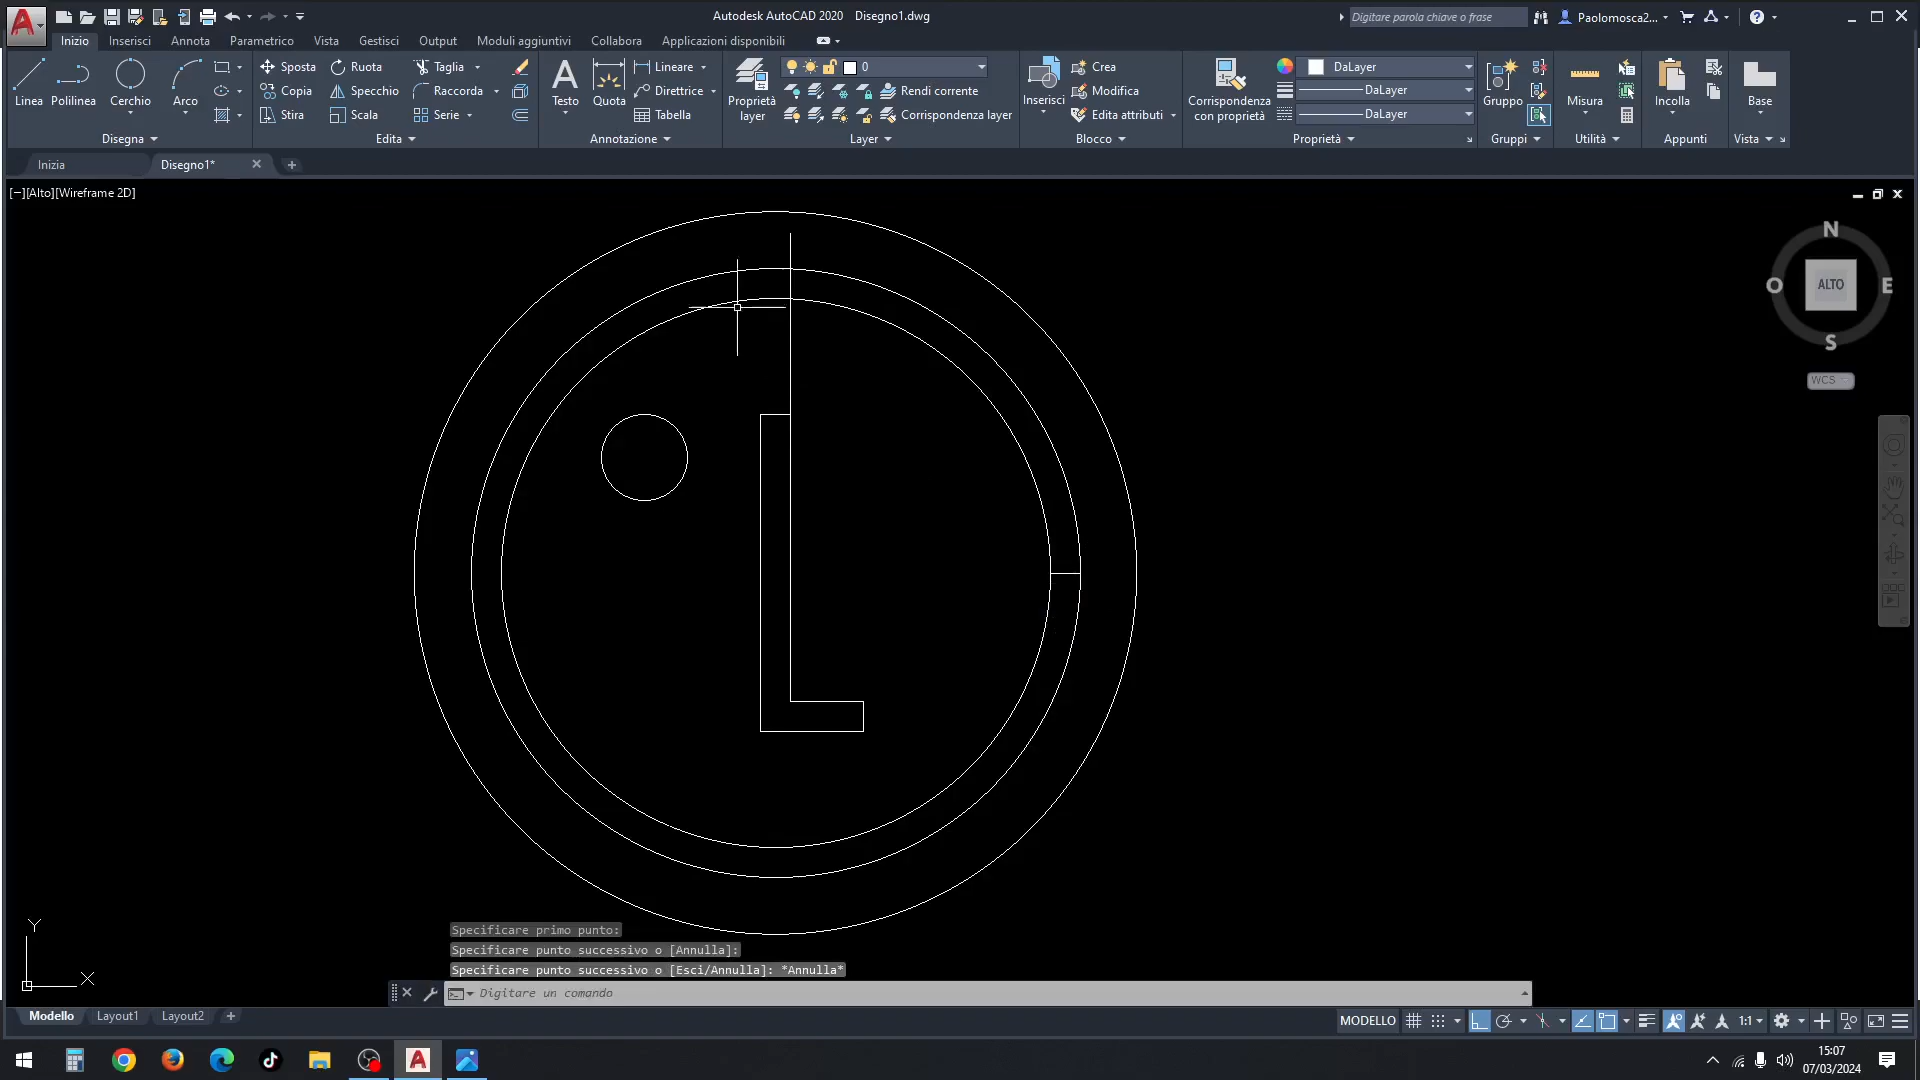 Autodesk AutoCAD 2020 Disegno1.dwg
Digitare parola chiave o frase
Paolomosca2...
Inizio Inserisci Annota Parametrico Vista Gestisci Output Moduli aggiuntivi Collabora Applicazioni disponibili
Linea
Polilinea
Cerchio
Arco
Disegna
Sposta
Ruota
Taglia
Copia
Specchio
Raccorda
Stira
Scala
Serie
Edita
Testo
Quota
Lineare
Direttrice
Tabella
Annotazione
Proprietà
layer
0
Rendi corrente
Corrispondenza layer
Layer
Inserisci
Crea
Modifica
Edita attributi
Blocco
Corrispondenza
con proprietà
DaLayer
DaLayer
DaLayer
Proprietà
Gruppo
Gruppi
Misura
Utilità
Incolla
Appunti
Base
Vista
Inizia
Disegno1*
[−][Alto][Wireframe 2D]
N
O
ALTO
E
S
WCS
Y
X
Specificare primo punto:
Specificare punto successivo o [Annulla]:
Specificare punto successivo o [Esci/Annulla]: *Annulla*
Digitare un comando
Modello Layout1 Layout2 +
MODELLO
1:1
15:07
07/03/2024